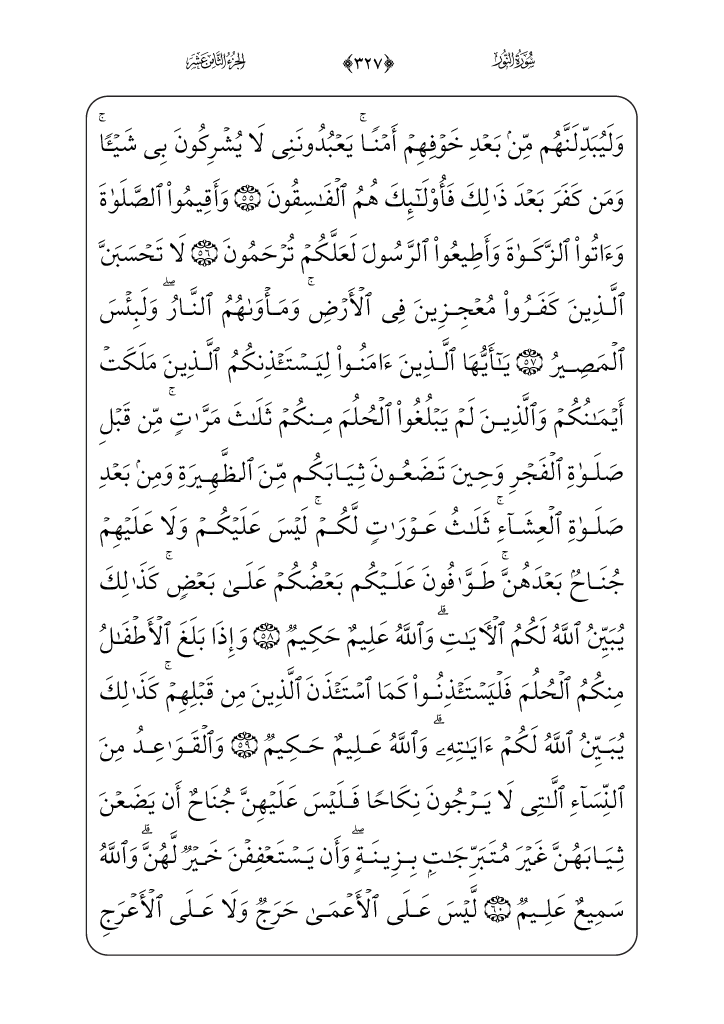 سُورَةُ النُّور ﴿٣٢٧﴾ الجُزءُ الثَّامِنَ عَشَرَ
وَلَيُبَدِّلَنَّهُم مِّنۢ بَعۡدِ خَوۡفِهِمۡ أَمۡنٗاۚ يَعۡبُدُونَنِي لَا يُشۡرِكُونَ بِي شَيۡـٔٗاۚ
وَمَن كَفَرَ بَعۡدَ ذَٰلِكَ فَأُوْلَٰٓئِكَ هُمُ ٱلۡفَٰسِقُونَ ٥٥ وَأَقِيمُواْ ٱلصَّلَوٰةَ
وَءَاتُواْ ٱلزَّكَوٰةَ وَأَطِيعُواْ ٱلرَّسُولَ لَعَلَّكُمۡ تُرۡحَمُونَ ٥٦ لَا تَحۡسَبَنَّ
ٱلَّذِينَ كَفَرُواْ مُعۡجِزِينَ فِي ٱلۡأَرۡضِۚ وَمَأۡوَىٰهُمُ ٱلنَّارُۖ وَلَبِئۡسَ
ٱلۡمَصِيرُ ٥٧ يَٰٓأَيُّهَا ٱلَّذِينَ ءَامَنُواْ لِيَسۡتَـٔۡذِنكُمُ ٱلَّذِينَ مَلَكَتۡ
أَيۡمَٰنُكُمۡ وَٱلَّذِينَ لَمۡ يَبۡلُغُواْ ٱلۡحُلُمَ مِنكُمۡ ثَلَٰثَ مَرَّٰتٖۚ مِّن قَبۡلِ
صَلَوٰةِ ٱلۡفَجۡرِ وَحِينَ تَضَعُونَ ثِيَابَكُم مِّنَ ٱلظَّهِيرَةِ وَمِنۢ بَعۡدِ
صَلَوٰةِ ٱلۡعِشَآءِۚ ثَلَٰثُ عَوۡرَٰتٖ لَّكُمۡۚ لَيۡسَ عَلَيۡكُمۡ وَلَا عَلَيۡهِمۡ
جُنَاحُۢ بَعۡدَهُنَّۚ طَوَّٰفُونَ عَلَيۡكُم بَعۡضُكُمۡ عَلَىٰ بَعۡضٖۚ كَذَٰلِكَ
يُبَيِّنُ ٱللَّهُ لَكُمُ ٱلۡأٓيَٰتِۗ وَٱللَّهُ عَلِيمٌ حَكِيمٞ ٥٨ وَإِذَا بَلَغَ ٱلۡأَطۡفَٰلُ
مِنكُمُ ٱلۡحُلُمَ فَلۡيَسۡتَـٔۡذِنُواْ كَمَا ٱسۡتَـٔۡذَنَ ٱلَّذِينَ مِن قَبۡلِهِمۡۚ كَذَٰلِكَ
يُبَيِّنُ ٱللَّهُ لَكُمۡ ءَايَٰتِهِۦۗ وَٱللَّهُ عَلِيمٌ حَكِيمٞ ٥٩ وَٱلۡقَوَٰعِدُ مِنَ
ٱلنِّسَآءِ ٱلَّٰتِي لَا يَرۡجُونَ نِكَاحٗا فَلَيۡسَ عَلَيۡهِنَّ جُنَاحٌ أَن يَضَعۡنَ
ثِيَابَهُنَّ غَيۡرَ مُتَبَرِّجَٰتِۭ بِزِينَةٖۖ وَأَن يَسۡتَعۡفِفۡنَ خَيۡرٞ لَّهُنَّۗ وَٱللَّهُ
سَمِيعٌ عَلِيمٞ ٦٠ لَّيۡسَ عَلَى ٱلۡأَعۡمَىٰ حَرَجٞ وَلَا عَلَى ٱلۡأَعۡرَجِ